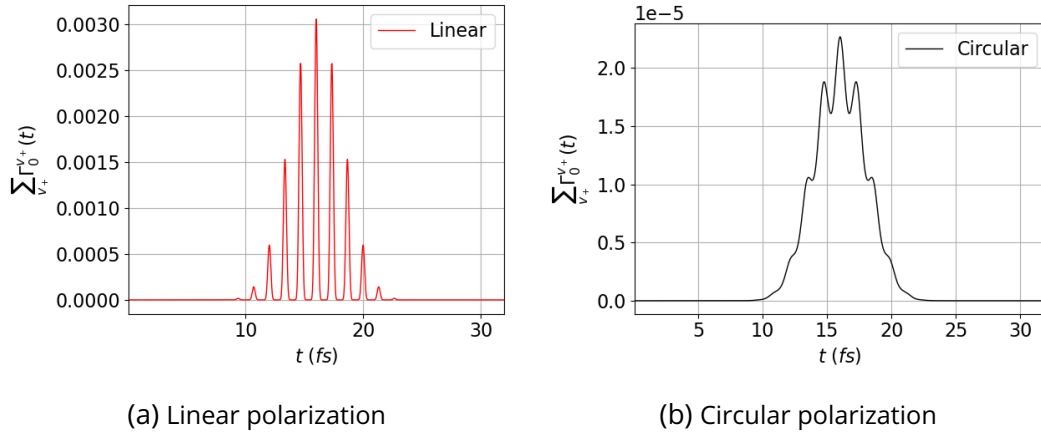 0.0030
0.0025
0.0020
0.0015
0.0010
0.0005
0.0000
∑ Γ₀^{v₊}(t)
v₊
Linear
10 20 30
t (fs)
(a) Linear polarization
1e−5
2.0
1.5
1.0
0.5
0.0
∑ Γ₀^{v₊}(t)
v₊
Circular
5 10 15 20 25 30
t (fs)
(b) Circular polarization